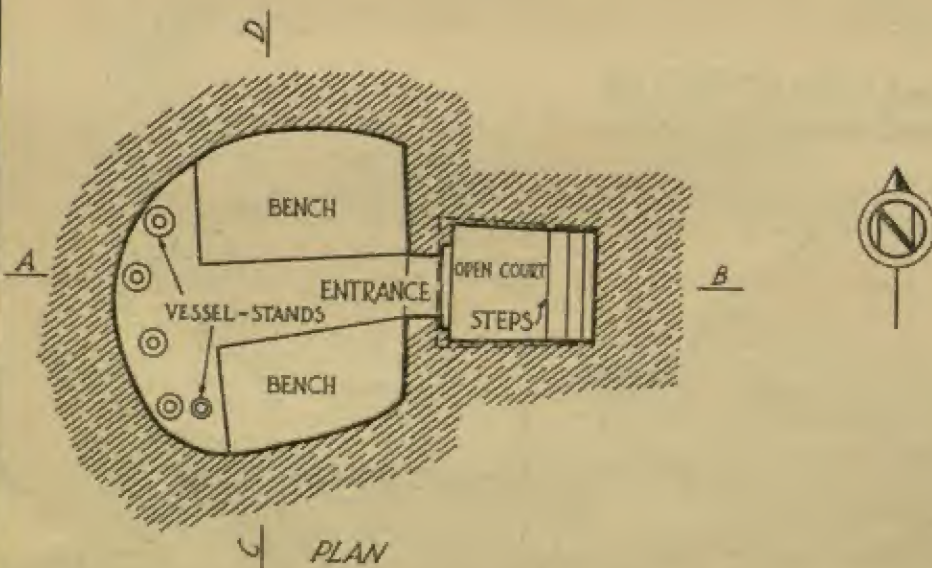 D
BENCH
A
OPEN COURT
B
ENTRANCE
VESSEL-STANDS
STEPS
BENCH
C
PLAN
N